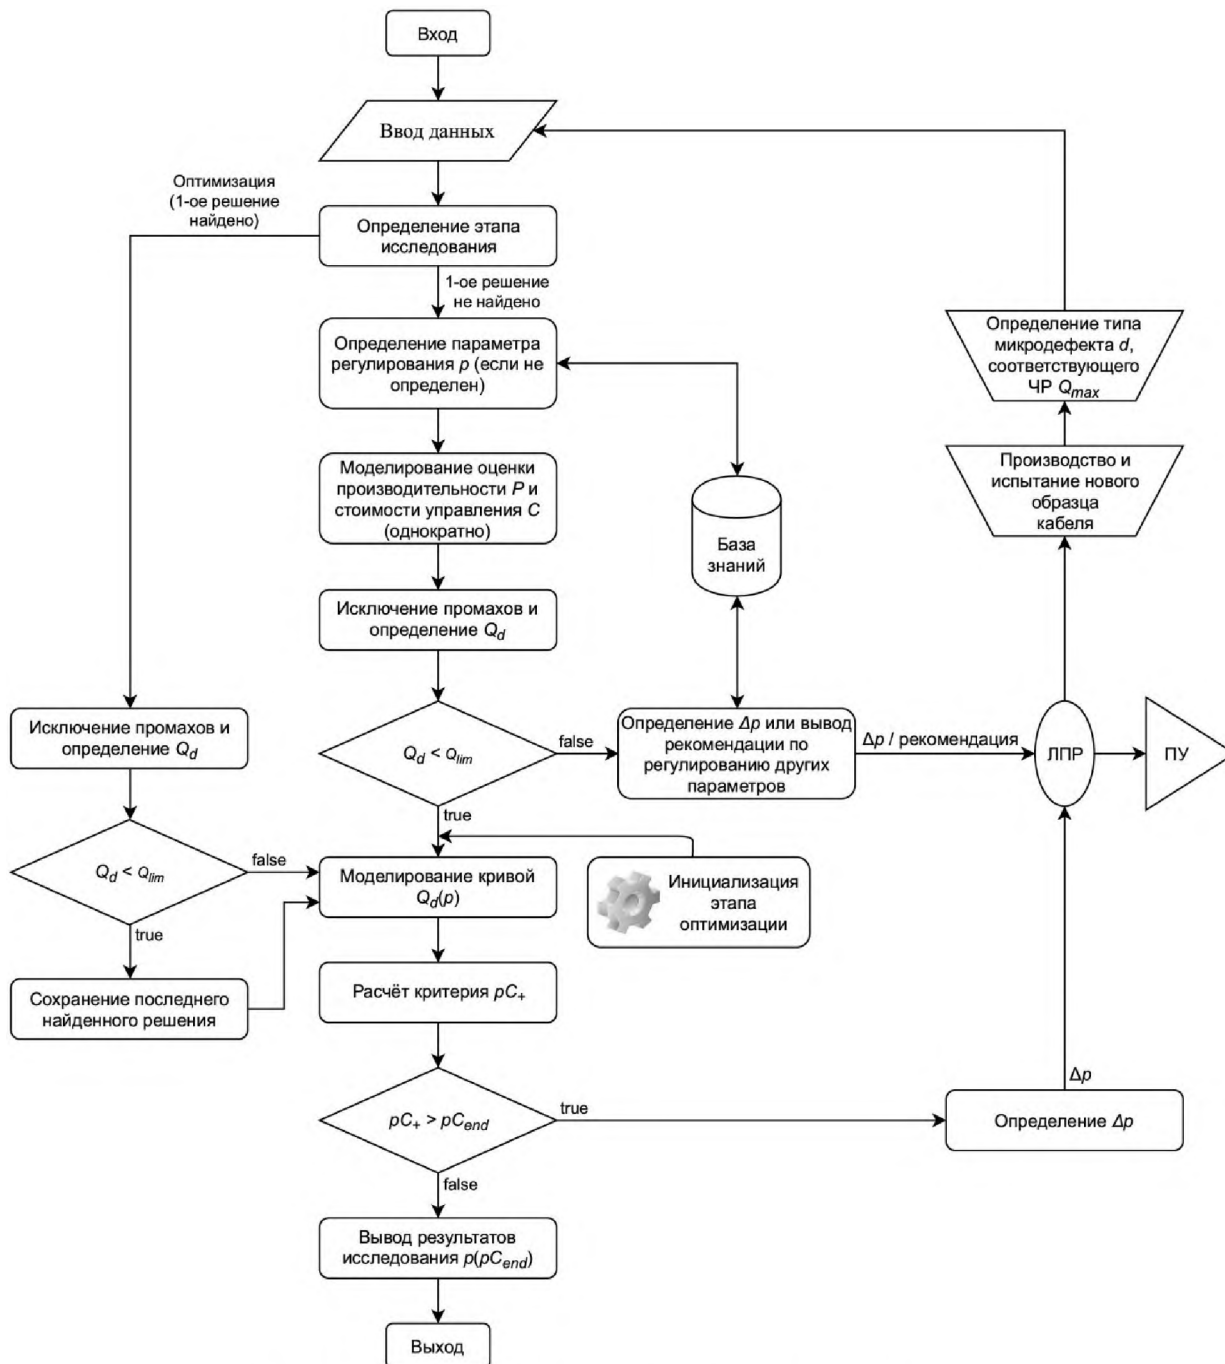 Вход
Ввод данных
Оптимизация
(1-ое решение
найдено)
Определение этапа
исследования
1-ое решение
не найдено
Определение параметра
регулирования p (если не
определен)
Определение типа
микродефекта d,
соответствующего
ЧР Qmax
Моделирование оценки
производительности P и
стоимости управления C
(однократно)
Производство и
испытание нового
образца
кабеля
База
знаний
Исключение промахов и
определение Qd
Исключение промахов и
определение Qd
Qd < Qlim
false
Определение Δp или вывод
рекомендации по
регулированию других
параметров
Δp / рекомендация
ЛПР
ПУ
true
Qd < Qlim
false
Моделирование кривой
Qd(p)
Инициализация
этапа
оптимизации
true
Сохранение последнего
найденного решения
Расчёт критерия pC+
pC+ > pCend
true
Δp
Определение Δp
false
Вывод результатов
исследования p(pCend)
Выход